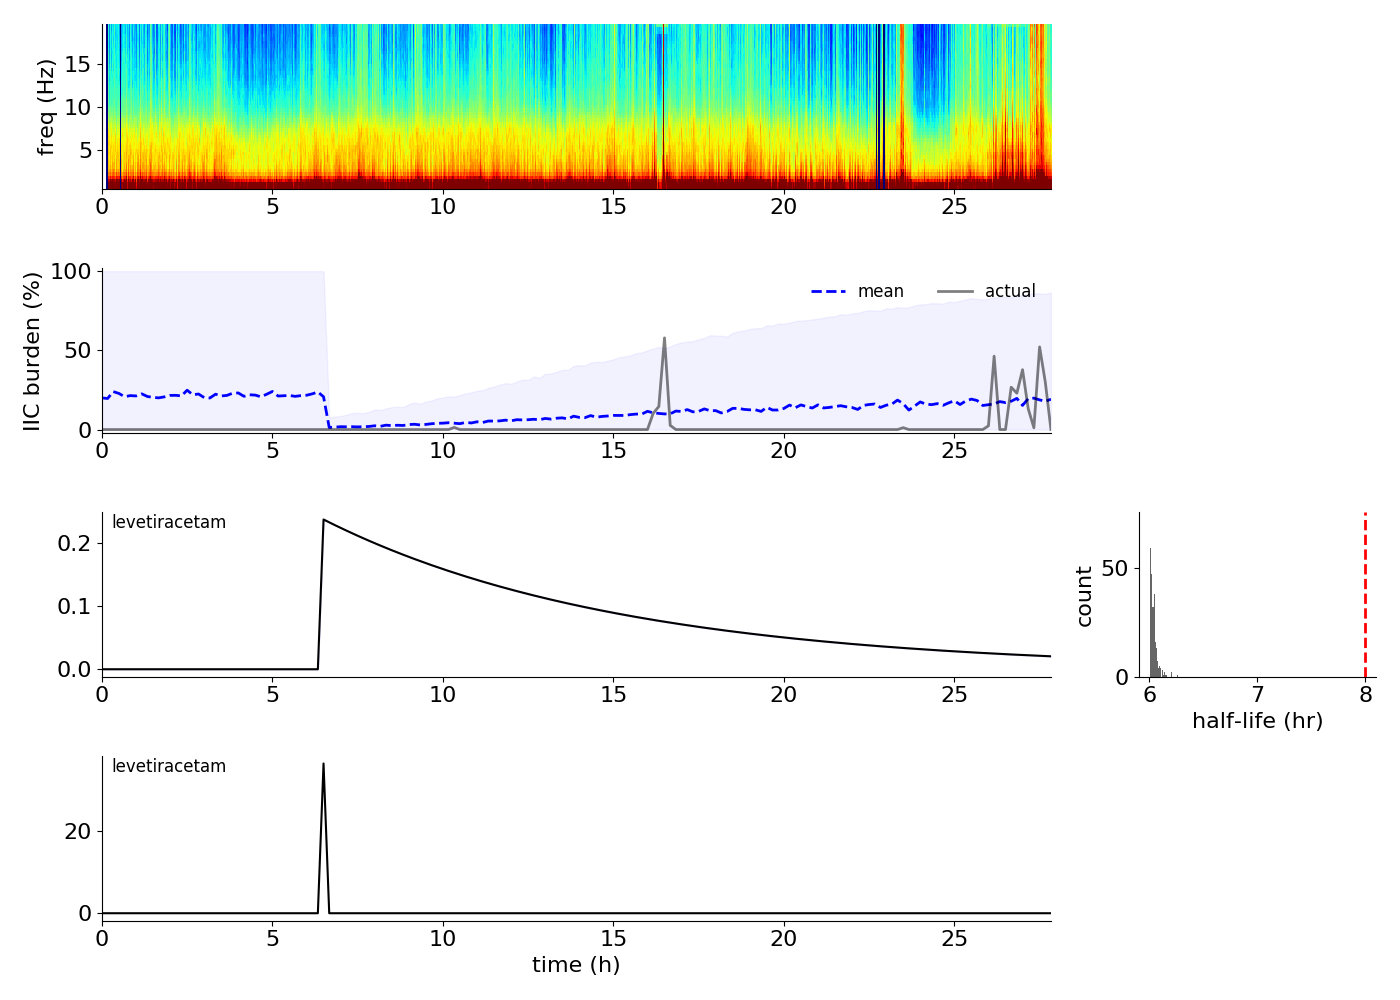 freq (Hz)
15
10
5
0 5 10 15 20 25
IIC burden (%)
100
50
0
mean actual
0 5 10 15 20 25
levetiracetam
0.2
0.1
0.0
0 5 10 15 20 25
count
50
0
6 7 8
half-life (hr)
levetiracetam
20
0
0 5 10 15 20 25
time (h)